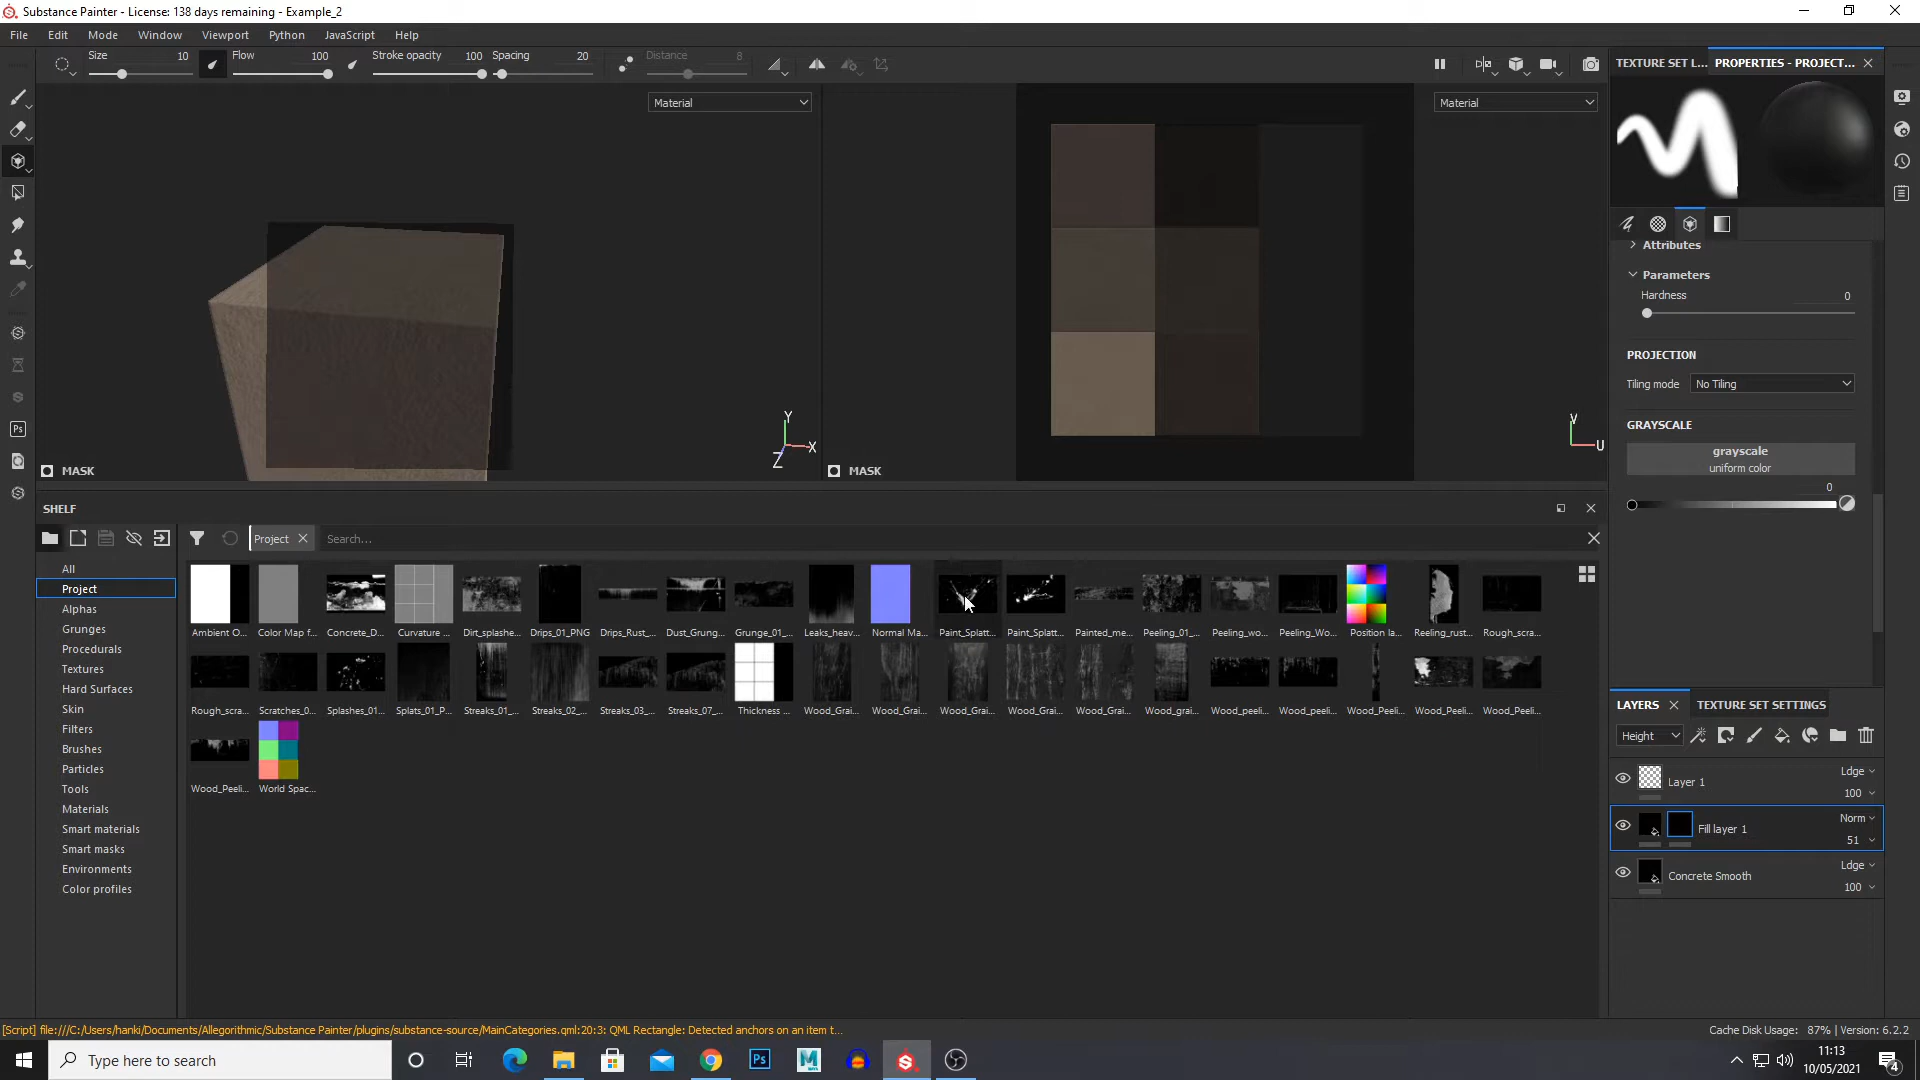 Substance Painter - License: 138 days remaining - Example_2
File Edit Mode Window Viewport Python JavaScript Help
Size 10 Flow 100 Stroke opacity 100 Spacing 20 Distance 8
TEXTURE SET L... PROPERTIES - PROJECT...
Material
Material
Attributes
Parameters
Hardness 0
PROJECTION
Tiling mode No Tiling
GRAYSCALE
grayscale
uniform color
0
Y
X
Z
V
U
MASK
MASK
SHELF
Project
Search...
All
Project
Alphas
Grunges
Procedurals
Textures
Hard Surfaces
Skin
Filters
Brushes
Particles
Tools
Materials
Smart materials
Smart masks
Environments
Color profiles
Ambient O... Color Map f... Concrete_D... Curvature ... Dirt_splashe... Drips_01_PNG Drips_Rust_... Dust_Grung... Grunge_01_... Leaks_heav... Normal Ma... Paint_Splatt... Paint_Splatt... Painted_me... Peeling_01_... Peeling_wo... Peeling_Wo... Position la... Reeling_rust... Rough_scra...
Rough_scra... Scratches_0... Splashes_01... Splats_01_P... Streaks_01_... Streaks_02_... Streaks_03_... Streaks_07_... Thickness ... Wood_Grai... Wood_Grai... Wood_Grai... Wood_Grai... Wood_Grai... Wood_grai... Wood_peeli... Wood_peeli... Wood_Peeli... Wood_Peeli... Wood_Peeli...
Wood_Peeli... World Spac...
LAYERS TEXTURE SET SETTINGS
Height
Layer 1 Ldge
100
Fill layer 1 Norm
51
Concrete Smooth Ldge
100
[Script] file:///C:/Users/hanki/Documents/Allegorithmic/Substance Painter/plugins/substance-source/MainCategories.qml:20:3: QML Rectangle: Detected anchors on an item t...
Cache Disk Usage: 87% | Version: 6.2.2
Type here to search
Ps
M
11:13
10/05/2021
4